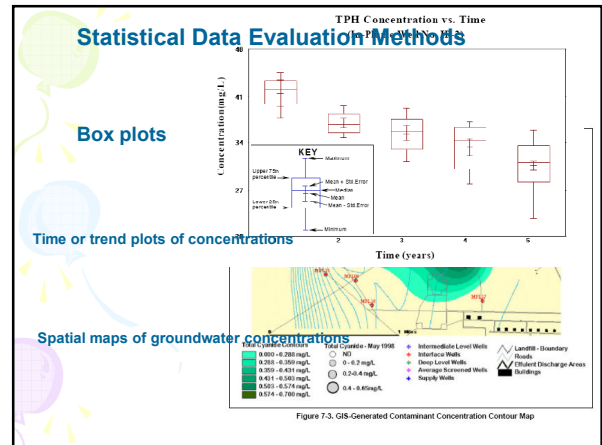 TPH Concentration vs. Time
Statistical Data Evaluation Methods
48
41
34
27
Concentration(mg/L)
Box plots
KEY
Maximum
Upper 75th percentile
Mean + Std.Error
Median
Mean
Lower 25th percentile
Mean - Std.Error
Minimum
Time or trend plots of concentrations
2
3
4
5
Time (years)
Spatial maps of groundwater concentrations
Total Cyanide Contours
0.000 - 0.288 mg/L
0.288 - 0.359 mg/L
0.359 - 0.431 mg/L
0.431 - 0.503 mg/L
0.503 - 0.574 mg/L
0.574 - 0.700 mg/L
Total Cyanide - May 1998
ND
0 - 0.2 mg/L
0.2-0.4 mg/L
0.4 - 0.65mg/L
Intermediate Level Wells
Interface Wells
Deep Level Wells
Average Screened Wells
Supply Wells
Landfill - Boundary
Roads
Effluent Discharge Areas
Buildings
Figure 7-3. GIS-Generated Contaminant Concentration Contour Map